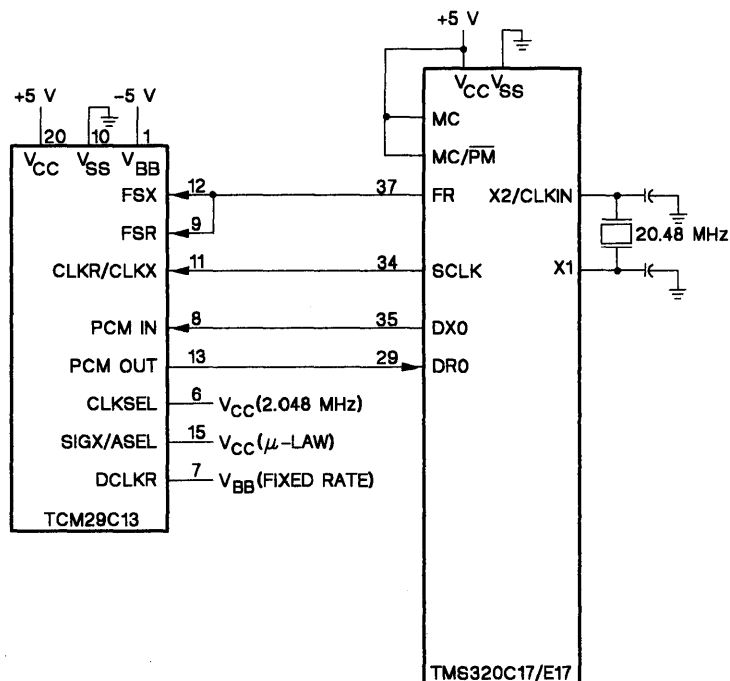 +5 V
+5 V
-5 V
20
10
1
VCC
VSS
VBB
VCC
VSS
MC
MC/P̅M̅
FSX 12 37 FR X2/CLKIN
FSR 9
20.48 MHz
CLKR/CLKX 11 34 SCLK X1
PCM IN 8 35 DX0
PCM OUT 13 29 DR0
CLKSEL 6 VCC(2.048 MHz)
SIGX/ASEL 15 VCC(μ-LAW)
DCLKR 7 VBB(FIXED RATE)
TCM29C13
TMS320C17/E17